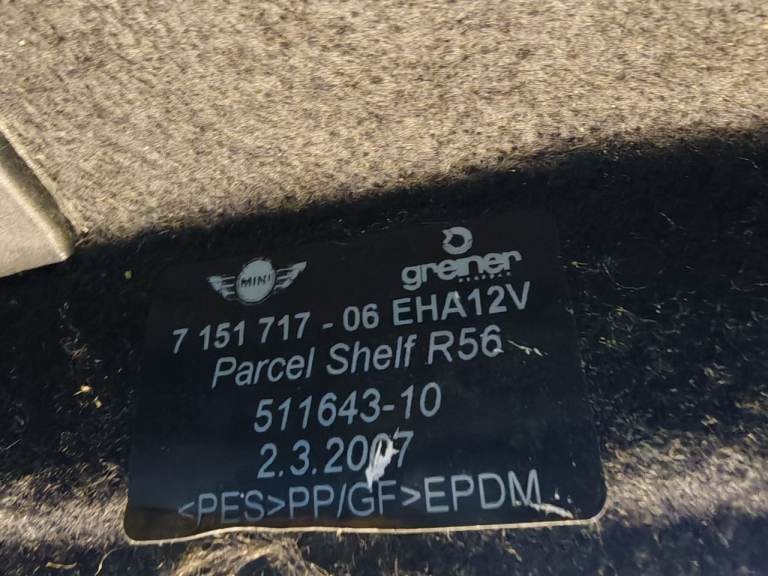 MINI
greiner
7 151 717 - 06 EHA12V
Parcel Shelf R56
511643-10
2.3.2007
<PES>PP/GF>EPDM